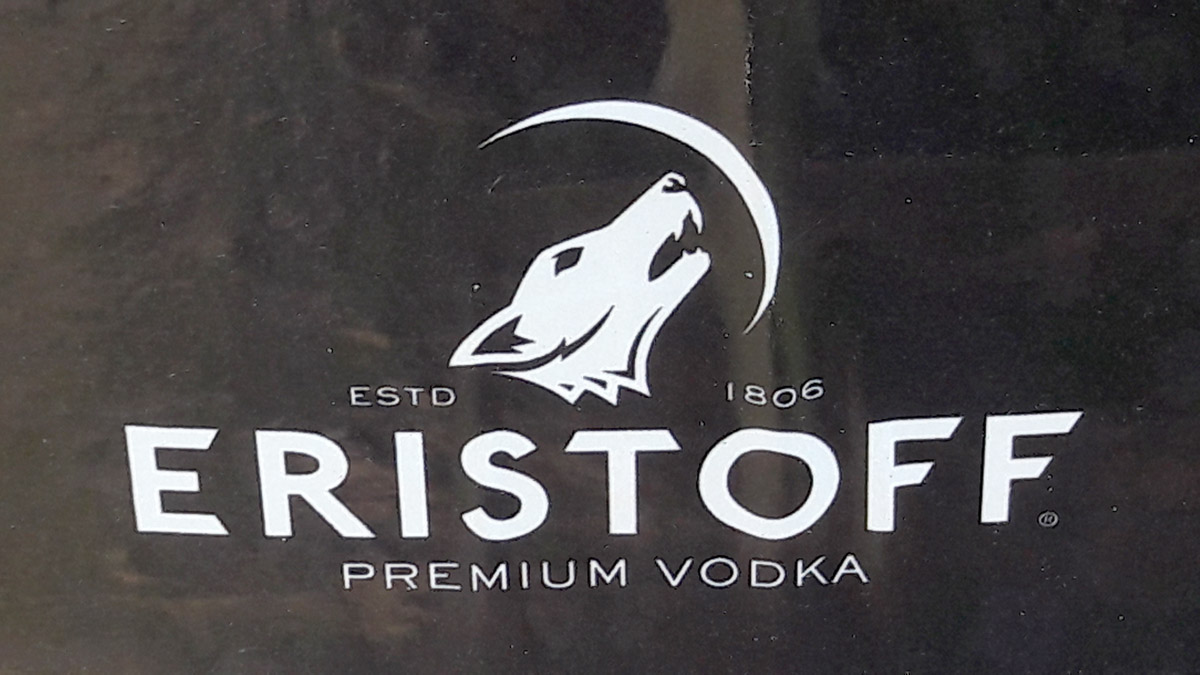 ESTD 1806
ERISTOFF®
PREMIUM VODKA